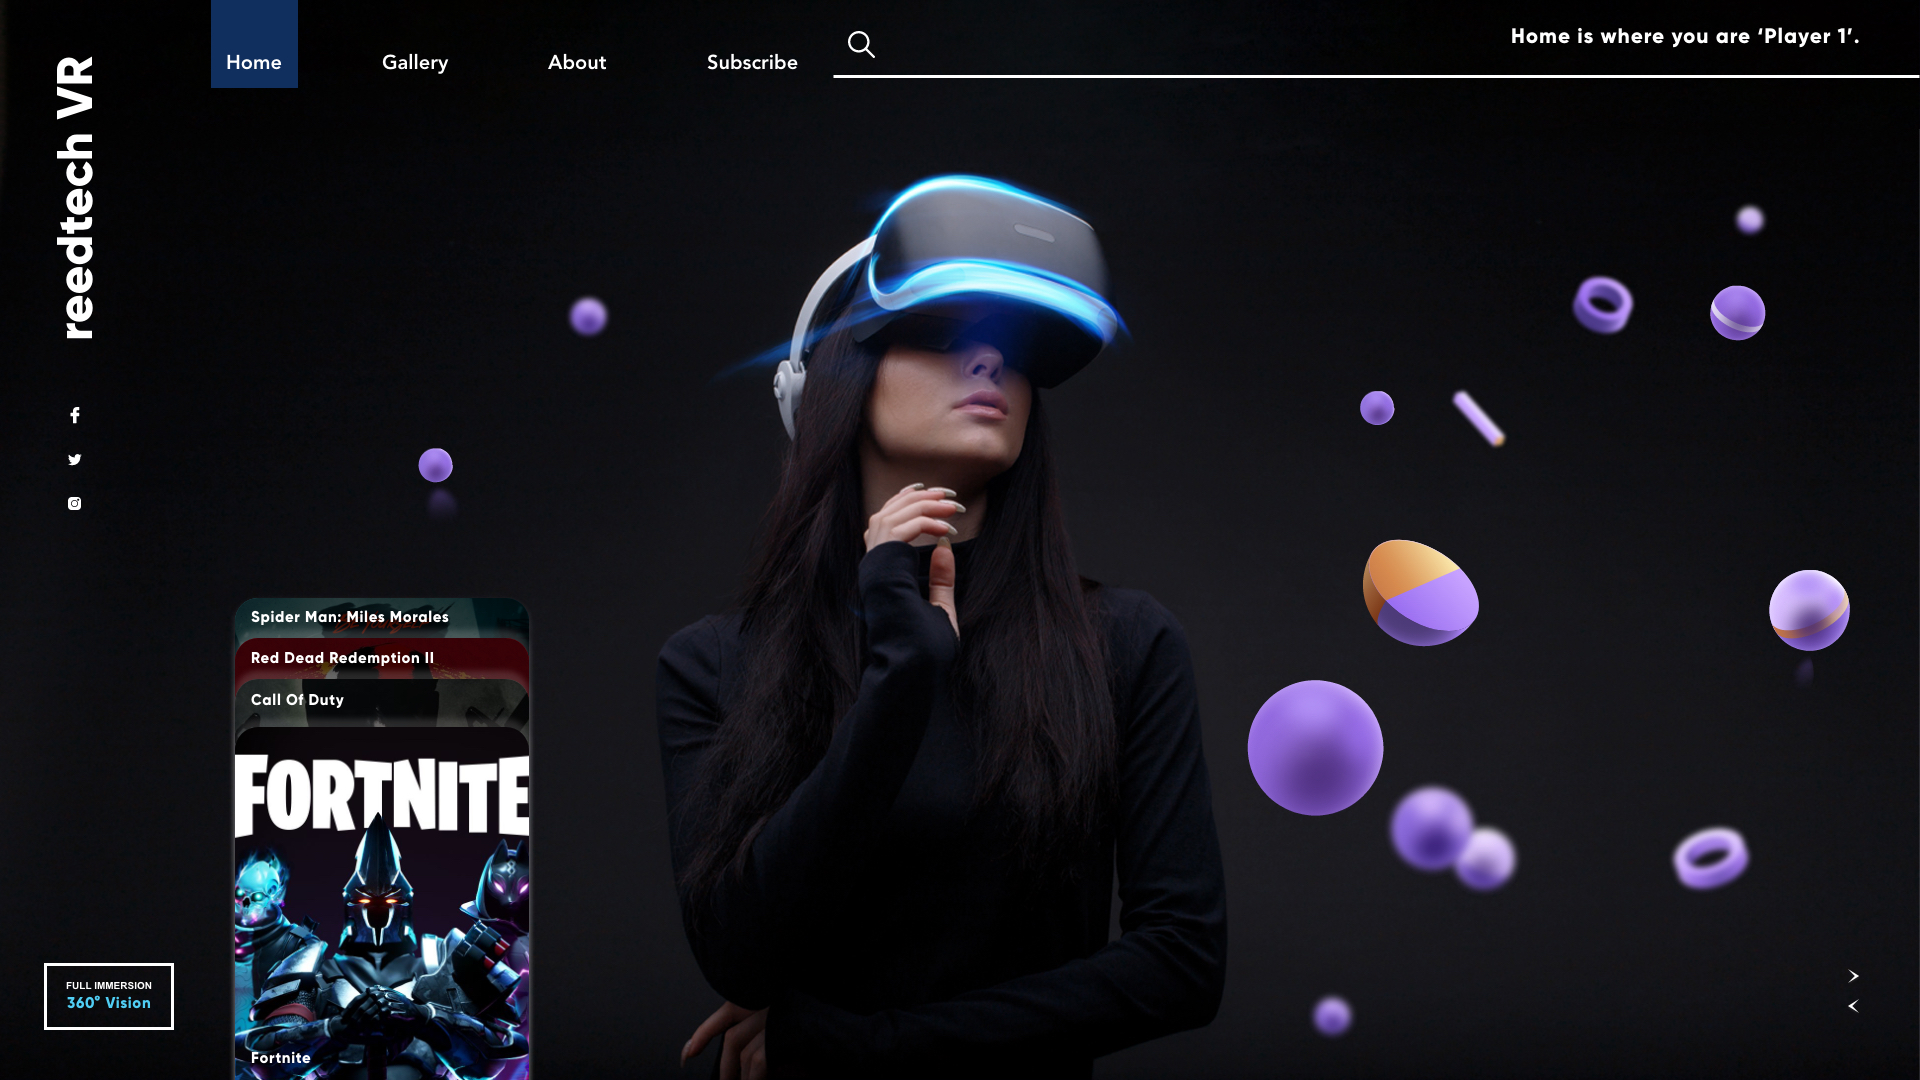 Home
Gallery
About
Subscribe
Home is where you are ‘Player 1’.
reedtech VR
Spider Man: Miles Morales
Red Dead Redemption II
Call Of Duty
FORTNITE
Fortnite
FULL IMMERSION
360° Vision